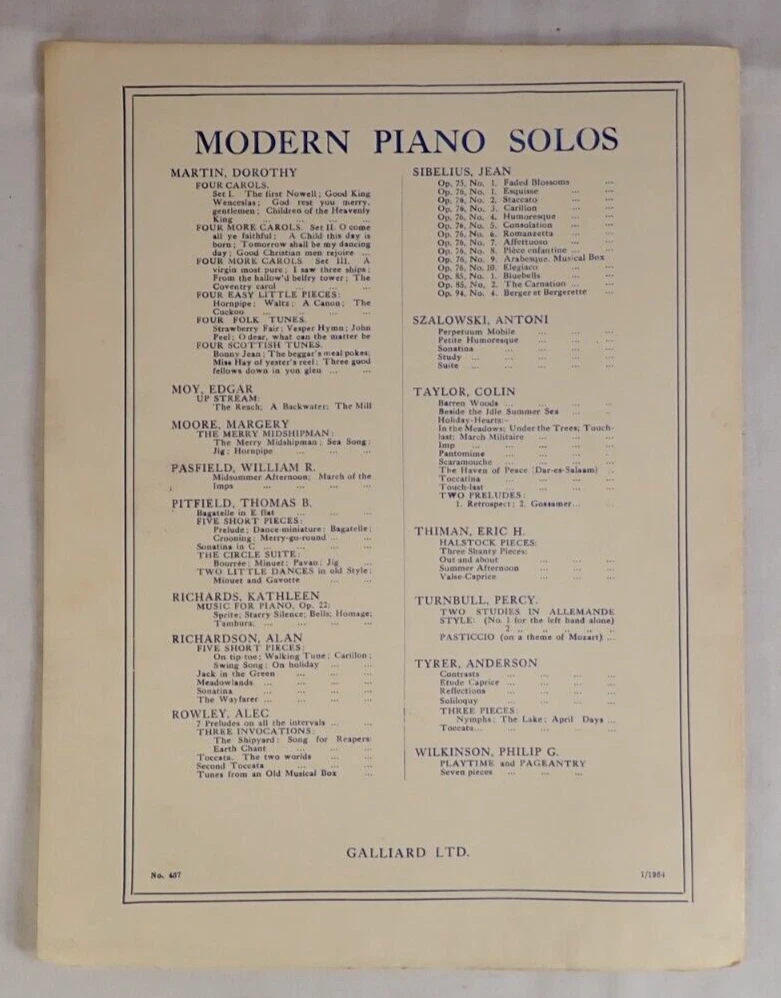 MODERN PIANO SOLOS
MARTIN, DOROTHY
FOUR CAROLS.
Set I. The first Nowell; Good King
Wenceslas; God rest you merry,
gentlemen; Children of the Heavenly
King ... ... ... ...
FOUR MORE CAROLS. Set II. O come
all ye faithful; A Child this day is
born; Tomorrow shall be my dancing
day; Good Christian men rejoice ...
FOUR MORE CAROLS Set III. A
virgin most pure; I saw three ships;
From the hallow'd belfry tower; The
Coventry carol ... ... ...
FOUR EASY LITTLE PIECES:
Hornpipe; Waltz; A Canon; The
Cuckoo ... ... ... ...
FOUR FOLK TUNES.
Strawberry Fair; Vesper Hymn; John
Peel; O dear, what can the matter be
FOUR SCOTTISH TUNES.
Bonny Jean; The beggar's meal pokes;
Miss Hay of yester's reel; Three good
fellows down in yon glen ... ...
MOY, EDGAR
UP STREAM:
The Reach; A Backwater; The Mill
MOORE, MARGERY
THE MERRY MIDSHIPMAN:
The Merry Midshipman; Sea Song;
Jig; Hornpipe ... ... ...
PASFIELD, WILLIAM R.
Midsummer Afternoon; March of the
Imps ... ... ... ...
PITFIELD, THOMAS B.
Bagatelle in E flat ... ... ...
FIVE SHORT PIECES:
Prelude; Dance-miniature; Bagatelle;
Crooning; Merry-go-round ... ...
Sonatina in C ... ... ... ...
THE CIRCLE SUITE:
Bourrée; Minuet; Pavan; Jig ...
TWO LITTLE DANCES in old Style;
Minuet and Gavotte ... ...
RICHARDS, KATHLEEN
MUSIC FOR PIANO, Op. 22:
Sprite; Starry Silence; Bells; Homage;
Tambura; ... ... ... ...
RICHARDSON, ALAN
FIVE SHORT PIECES:
On tip-toe; Walking Tune; Carillon;
Swing Song; On holiday ... ...
Jack in the Green ... ... ...
Meadowlands ... ... ... ...
Sonatina ... ... ... ...
The Wayfarer ... ... ... ...
ROWLEY, ALEC
7 Preludes on all the intervals ... ...
THREE INVOCATIONS:
The Shipyard; Song for Reapers;
Earth Chant ... ... ...
Toccata. The two worlds ... ...
Second Toccata ... ... ...
Tunes from an Old Musical Box ...
SIBELIUS, JEAN
Op. 75, No. 1. Faded Blossoms ...
Op. 76, No. 1. Esquisse ... ...
Op. 76, No. 2. Staccato ... ...
Op. 76, No. 3. Carillon ... ...
Op. 76, No. 4. Humoresque ... ...
Op. 76, No. 5. Consolation ... ...
Op. 76, No. 6. Romanzetta ... ...
Op. 76, No. 7. Affettuoso ... ...
Op. 76, No. 8. Pièce enfantine ... ...
Op. 76, No. 9. Arabesque, Musical Box
Op. 76, No. 10. Elegiaco ... ...
Op. 85, No. 1. Bluebells ... ...
Op. 85, No. 2. The Carnation ... ...
Op. 94, No. 4. Berger et Bergerette ...
SZALOWSKI, ANTONI
Perpetuum Mobile ... ... ...
Petite Humoresque ... ... ...
Sonatina ... ... ... ...
Study ... ... ... ... ...
Suite ... ... ... ... ...
TAYLOR, COLIN
Barren Woods ... ... ... ...
Beside the Idle Summer Sea ... ...
Holiday-Hearts:-
In the Meadows; Under the Trees; Touch-
last; March Militaire ... ... ...
Imp ... ... ... ... ...
Pantomime ... ... ... ...
Scaramouche ... ... ... ...
The Haven of Peace (Dar-es-Salaam) ...
Toccatina ... ... ... ...
Touch-last ... ... ... ...
TWO PRELUDES:
1. Retrospect; 2. Gossamer... ...
THIMAN, ERIC H.
HALSTOCK PIECES:
Three Shanty Pieces:
Out and about ... ... ...
Summer Afternoon ... ... ...
Valse-Caprice ... ... ...
TURNBULL, PERCY.
TWO STUDIES IN ALLEMANDE
STYLE: (No. 1 for the left hand alone)
2 ,, ,, ,, ,, ,,
PASTICCIO (on a theme of Mozart) ...
TYRER, ANDERSON
Contrasts ... ... ... ...
Etude Caprice ... ... ... ...
Reflections ... ... ... ...
Soliloquy ... ... ... ...
THREE PIECES:
Nymphs; The Lake; April Days ...
Toccata... ... ... ... ...
WILKINSON, PHILIP G.
PLAYTIME and PAGEANTRY
Seven pieces ... ... ...
GALLIARD LTD.
No. 487
1/1964